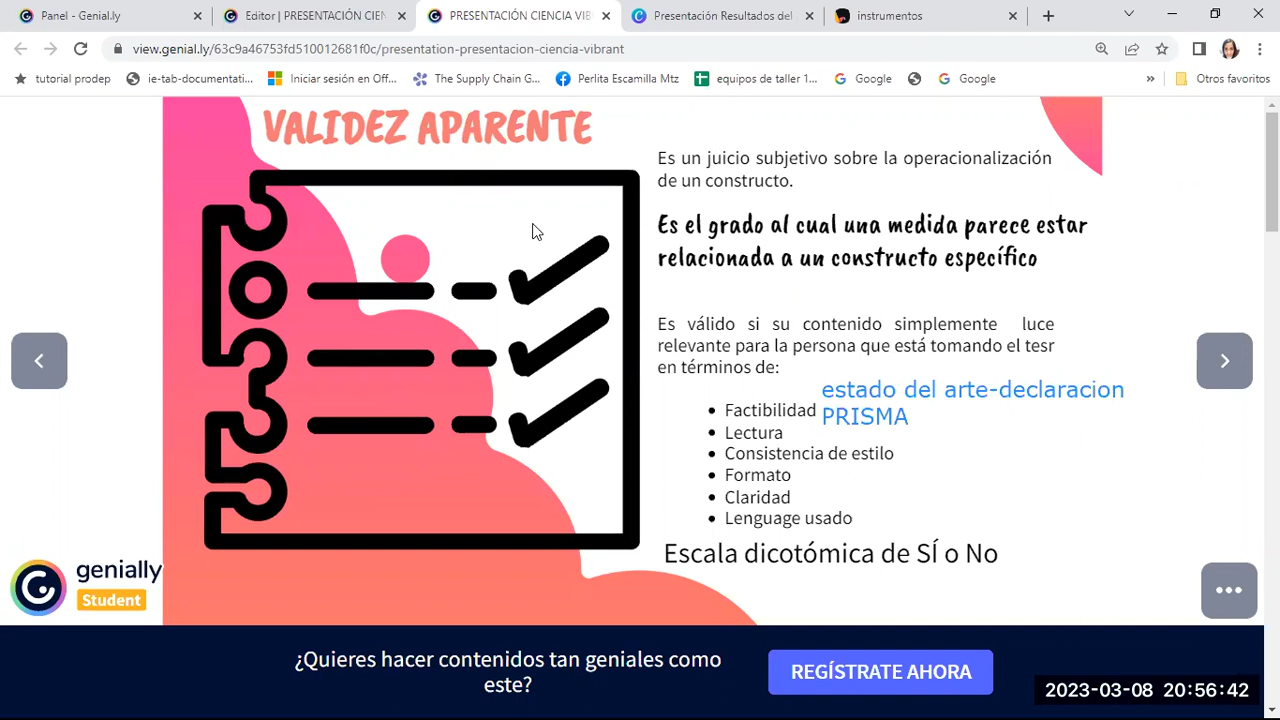 Panel - Genial.ly
Editor | PRESENTACIÓN CIEN
PRESENTACIÓN CIENCIA VIB
Presentación Resultados del
instrumentos
view.genial.ly/63c9a46753fd510012681f0c/presentation-presentacion-ciencia-vibrant
tutorial prodep
ie-tab-documentati...
Iniciar sesión en Off...
The Supply Chain G...
Perlita Escamilla Mtz
equipos de taller 1...
Google
Google
»
Otros favoritos
VALIDEZ APARENTE
Es un juicio subjetivo sobre la operacionalización
de un constructo.
Es el grado al cual una medida parece estar
relacionada a un constructo específico
Es válido si su contenido simplemente luce
relevante para la persona que está tomando el tesr
en términos de:
estado del arte-declaracion
PRISMA
• Factibilidad
• Lectura
• Consistencia de estilo
• Formato
• Claridad
• Lenguage usado
Escala dicotómica de SÍ o No
genially
Student
¿Quieres hacer contenidos tan geniales como
este?
REGÍSTRATE AHORA
2023-03-08 20:56:42